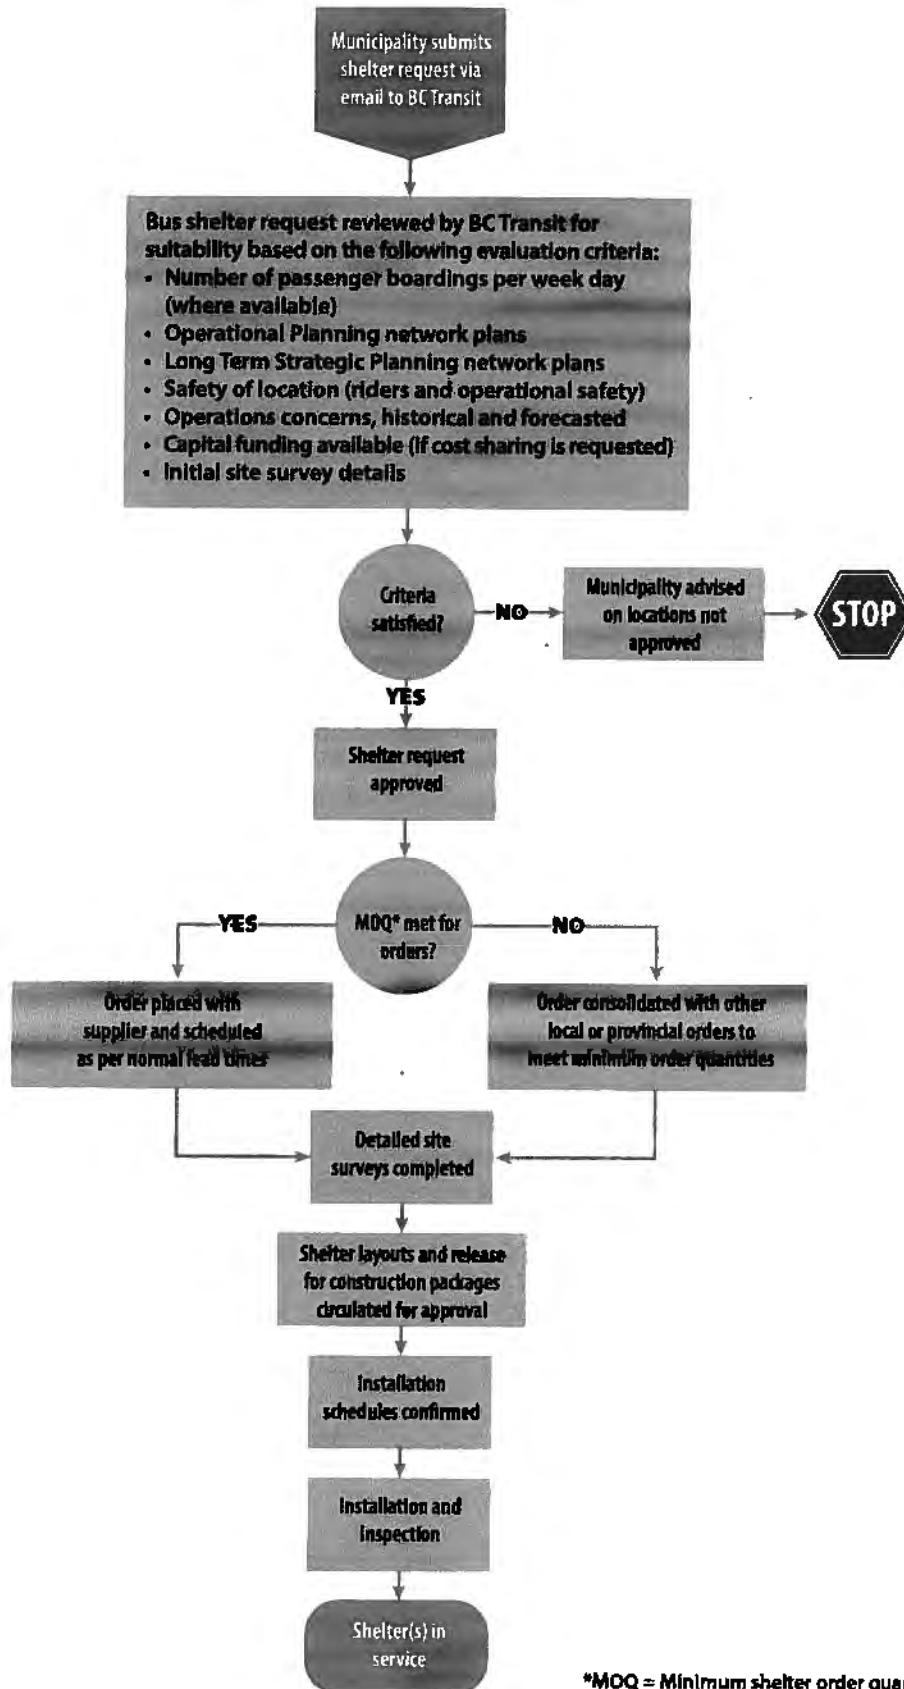 Municipality submits
shelter request via
email to BC Transit
Bus shelter request reviewed by BC Transit for
suitability based on the following evaluation criteria:
• Number of passenger boardings per week day
(where available)
• Operational Planning network plans
• Long Term Strategic Planning network plans
• Safety of location (riders and operational safety)
• Operations concerns, historical and forecasted
• Capital funding available (if cost sharing is requested)
• Initial site survey details
Criteria
satisfied?
NO
Municipality advised
on locations not
approved
STOP
YES
Shelter request
approved
MOQ* met for
orders?
YES
NO
Order placed with
supplier and scheduled
as per normal lead times
Order consolidated with other
local or provincial orders to
meet minimum order quantities
Detailed site
surveys completed
Shelter layouts and release
for construction packages
circulated for approval
Installation
schedules confirmed
Installation and
inspection
Shelter(s) in
service
*MOQ = Minimum shelter order quan